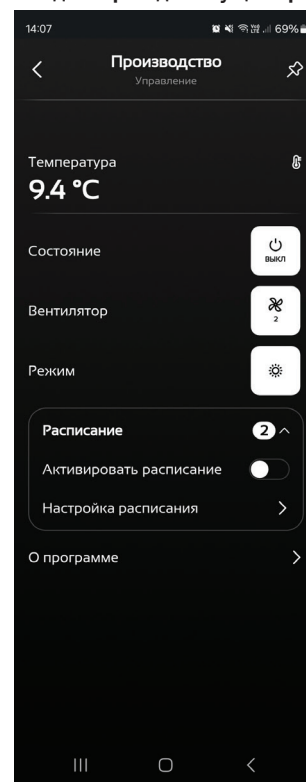 14:07 69%
Производство
Управление
Температура
9.4 °C
Состояние
ВЫКЛ
Вентилятор
2
Режим
Расписание 2
Активировать расписание
Настройка расписания
О программе